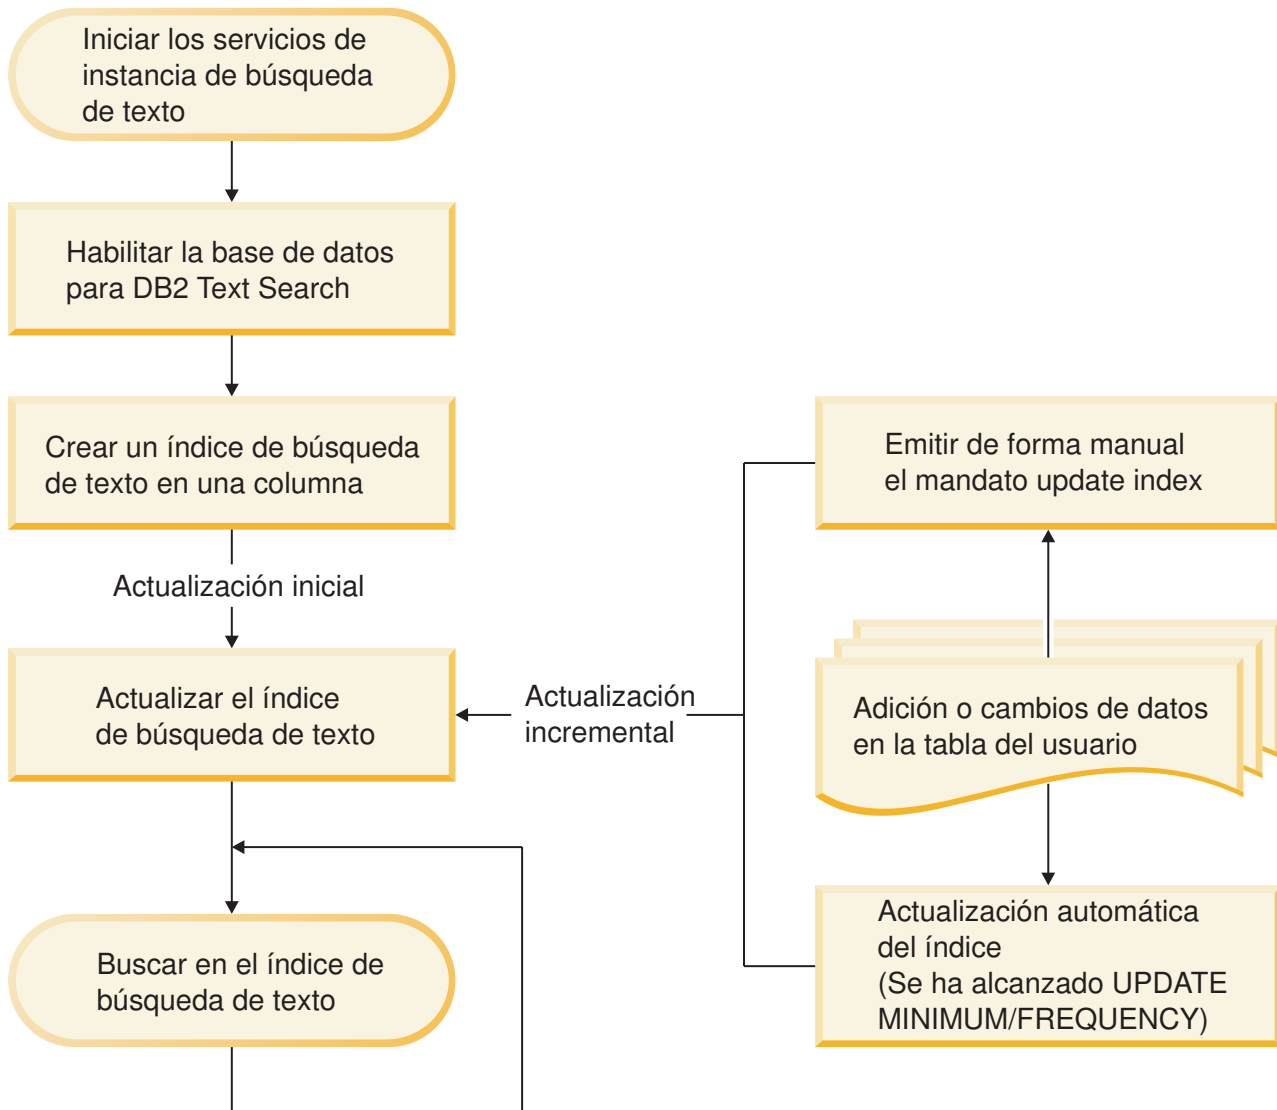 Iniciar los servicios de
instancia de búsqueda
de texto
Habilitar la base de datos
para DB2 Text Search
Crear un índice de búsqueda
de texto en una columna
Actualización inicial
Actualizar el índice
de búsqueda de texto
Buscar en el índice de
búsqueda de texto
Actualización
incremental
Emitir de forma manual
el mandato update index
Adición o cambios de datos
en la tabla del usuario
Actualización automática
del índice
(Se ha alcanzado UPDATE
MINIMUM/FREQUENCY)